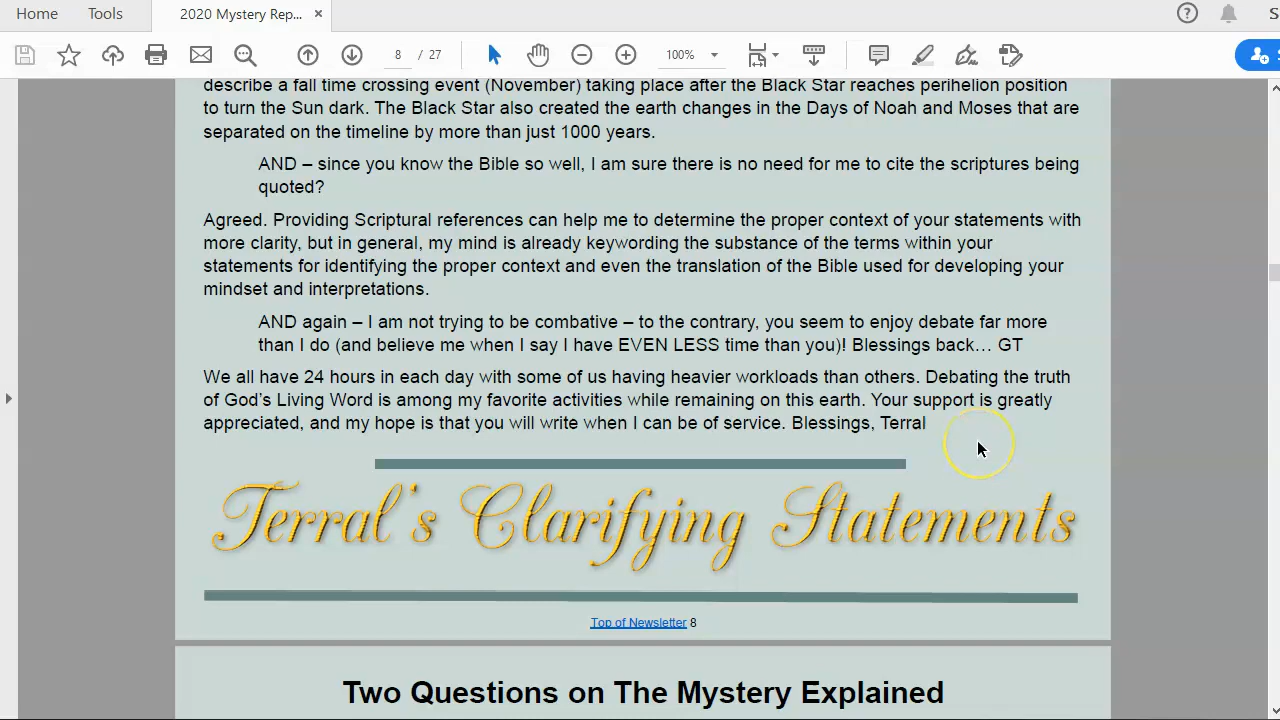 Home Tools 2020 Mystery Rep... ×
8 / 27 100%
describe a fall time crossing event (November) taking place after the Black Star reaches perihelion position
to turn the Sun dark. The Black Star also created the earth changes in the Days of Noah and Moses that are
separated on the timeline by more than just 1000 years.
AND – since you know the Bible so well, I am sure there is no need for me to cite the scriptures being
quoted?
Agreed. Providing Scriptural references can help me to determine the proper context of your statements with
more clarity, but in general, my mind is already keywording the substance of the terms within your
statements for identifying the proper context and even the translation of the Bible used for developing your
mindset and interpretations.
AND again – I am not trying to be combative – to the contrary, you seem to enjoy debate far more
than I do (and believe me when I say I have EVEN LESS time than you)! Blessings back… GT
We all have 24 hours in each day with some of us having heavier workloads than others. Debating the truth
of God’s Living Word is among my favorite activities while remaining on this earth. Your support is greatly
appreciated, and my hope is that you will write when I can be of service. Blessings, Terral
Terral's Clarifying Statements
Top of Newsletter 8
Two Questions on The Mystery Explained